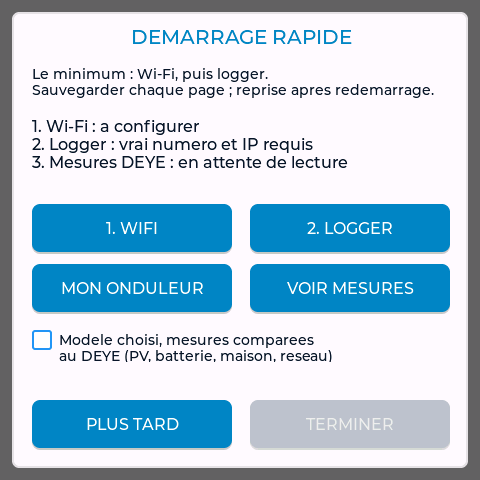 DEMARRAGE RAPIDE
Le minimum : Wi-Fi, puis logger.
Sauvegarder chaque page ; reprise apres redemarrage.
1. Wi-Fi : a configurer
2. Logger : vrai numero et IP requis
3. Mesures DEYE : en attente de lecture
1. WIFI
2. LOGGER
MON ONDULEUR
VOIR MESURES
Modele choisi, mesures comparees
au DEYE (PV, batterie, maison, reseau)
PLUS TARD
TERMINER